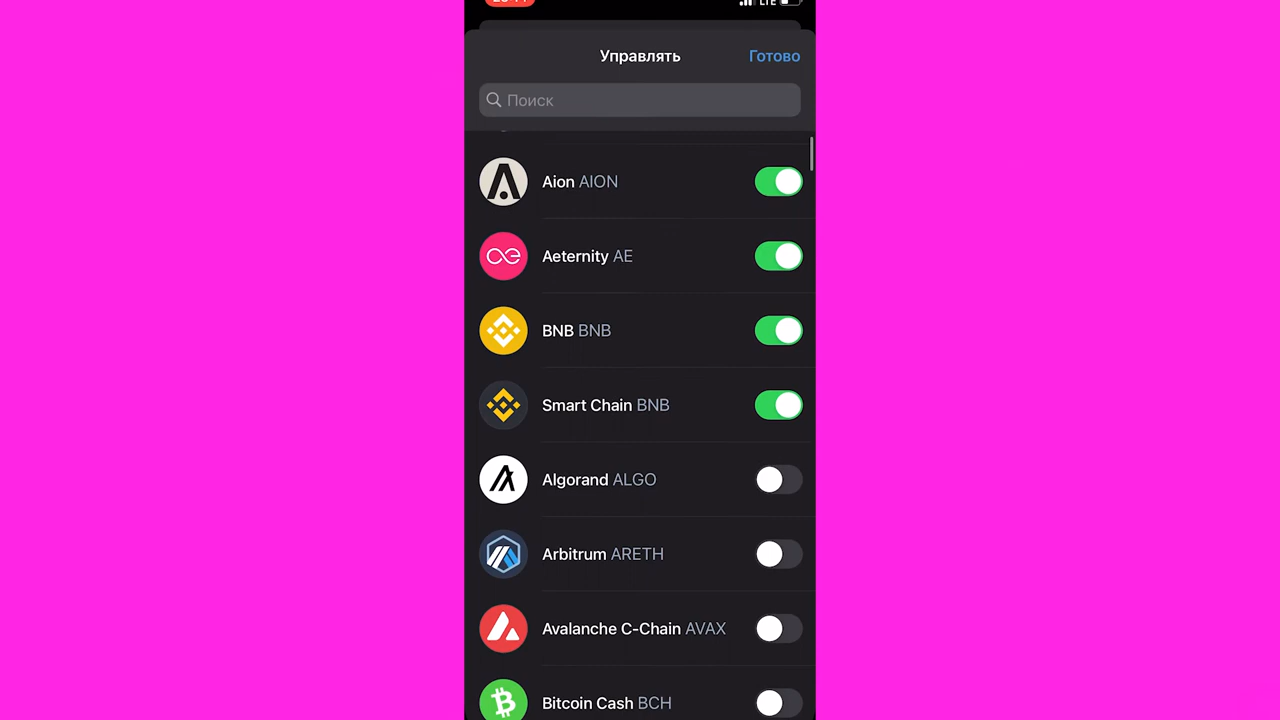 LTE
Управлять
Готово
Поиск
Aion AION
Aeternity AE
BNB BNB
Smart Chain BNB
Algorand ALGO
Arbitrum ARETH
Avalanche C-Chain AVAX
Bitcoin Cash BCH